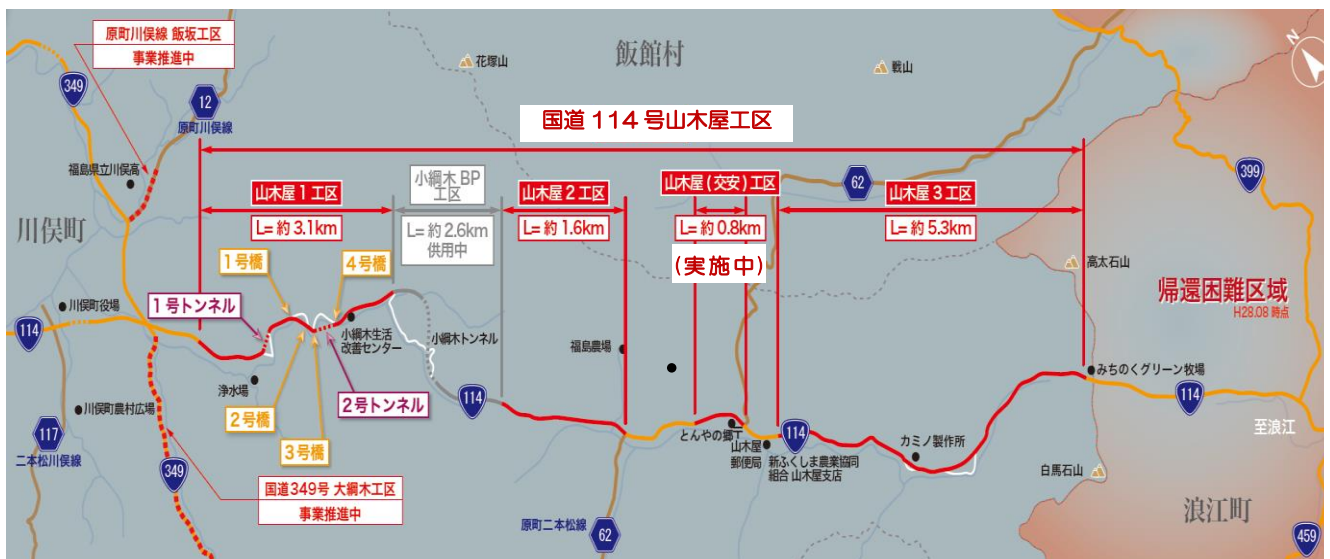 原町川俣線 飯坂工区
事業推進中
349
12
原町川俣線
福島県立川俣高
花塚山
飯館村
戦山
N
国道114号山木屋工区
62
399
山木屋1工区
L=約3.1km
小綱木BP
工区
L=約2.6km
供用中
山木屋2工区
L=約1.6km
山木屋(交安)工区
L=約0.8km
(実施中)
山木屋3工区
L=約5.3km
川俣町
1号橋
4号橋
1号トンネル
川俣町役場
114
小綱木生活
改善センター
小綱木トンネル
福島農場
高太石山
帰還困難区域
H28.08時点
みちのくグリーン牧場
114
浄水場
2号橋
3号橋
2号トンネル
114
川俣町農村広場
117
二本松川俣線
とんやの郷
山木屋
郵便局
114
新ふくしま農業協同
組合 山木屋支店
カミノ製作所
至浪江
白馬石山
浪江町
349
国道349号 大綱木工区
事業推進中
原町二本松線
62
459